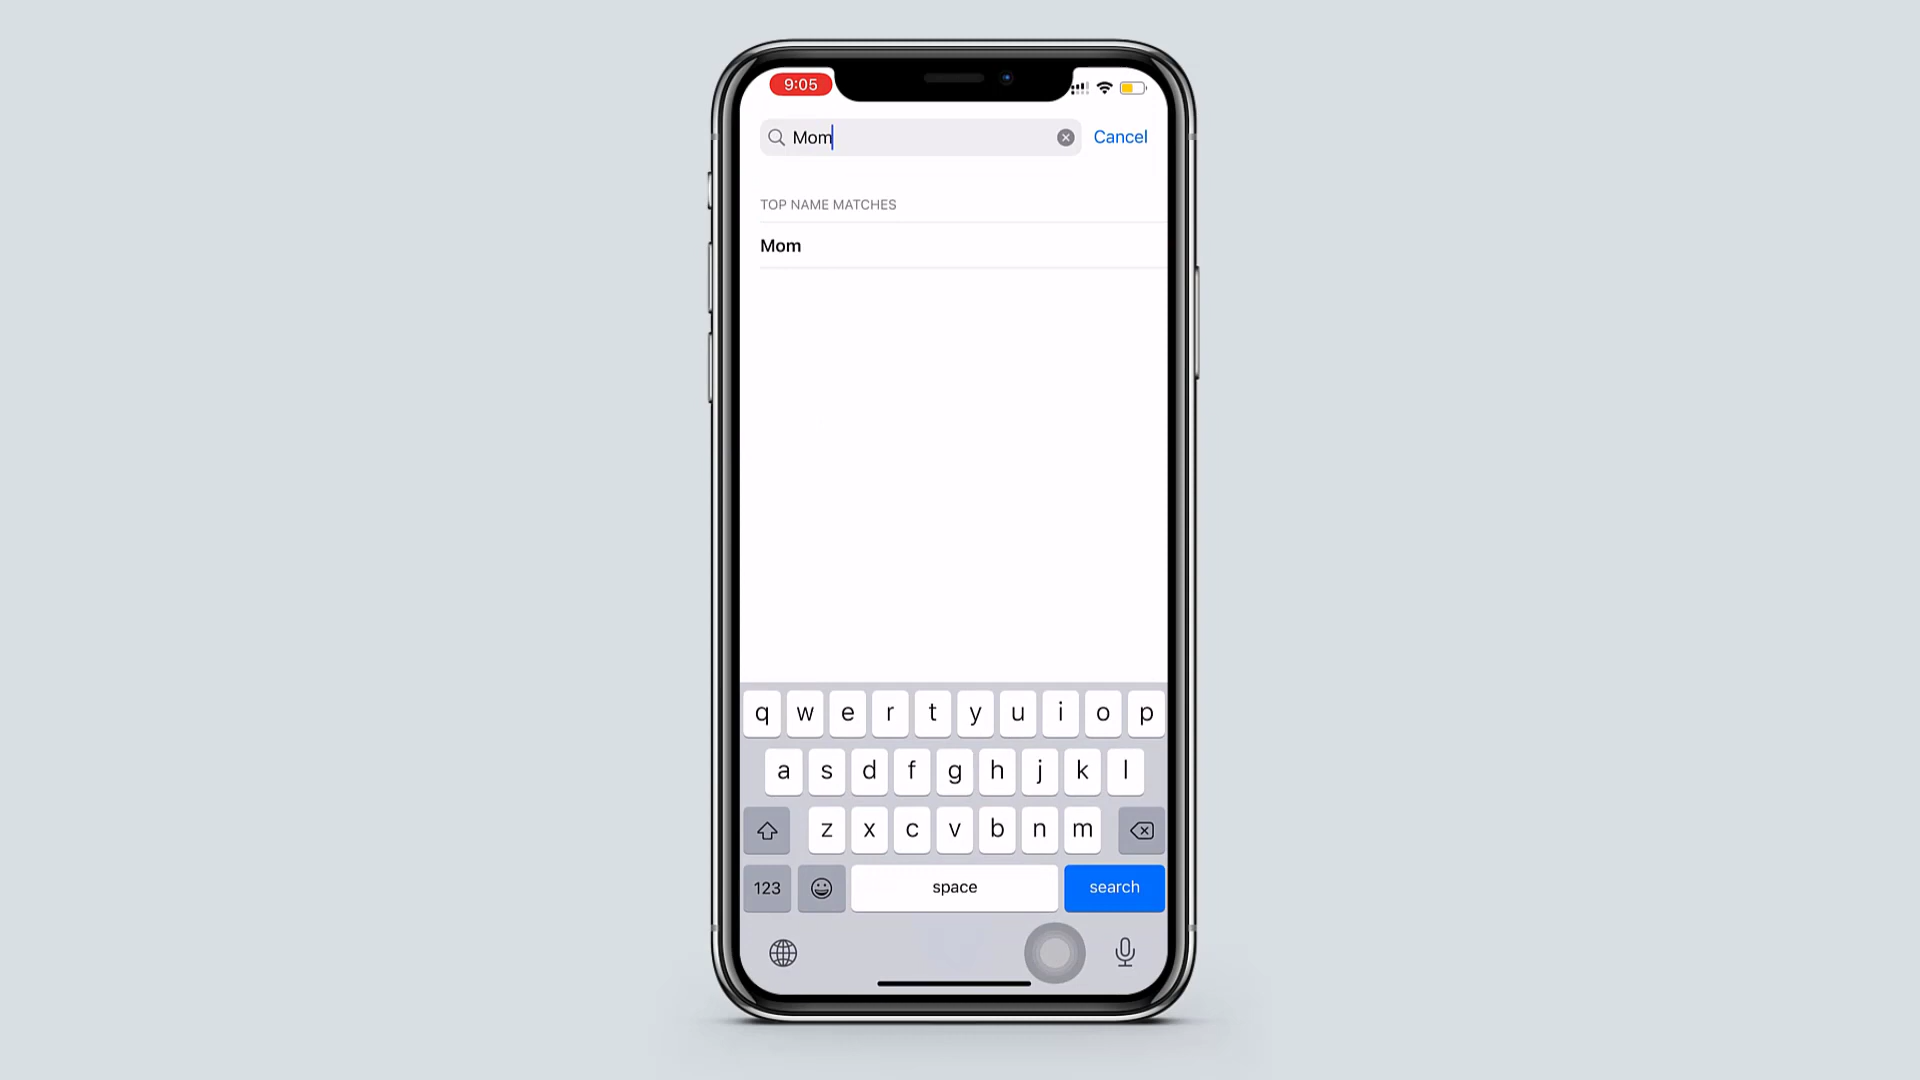 9:05
Mom
Cancel
TOP NAME MATCHES
Mom
q w e r t y u i o p
a s d f g h j k l
z x c v b n m
123 space search